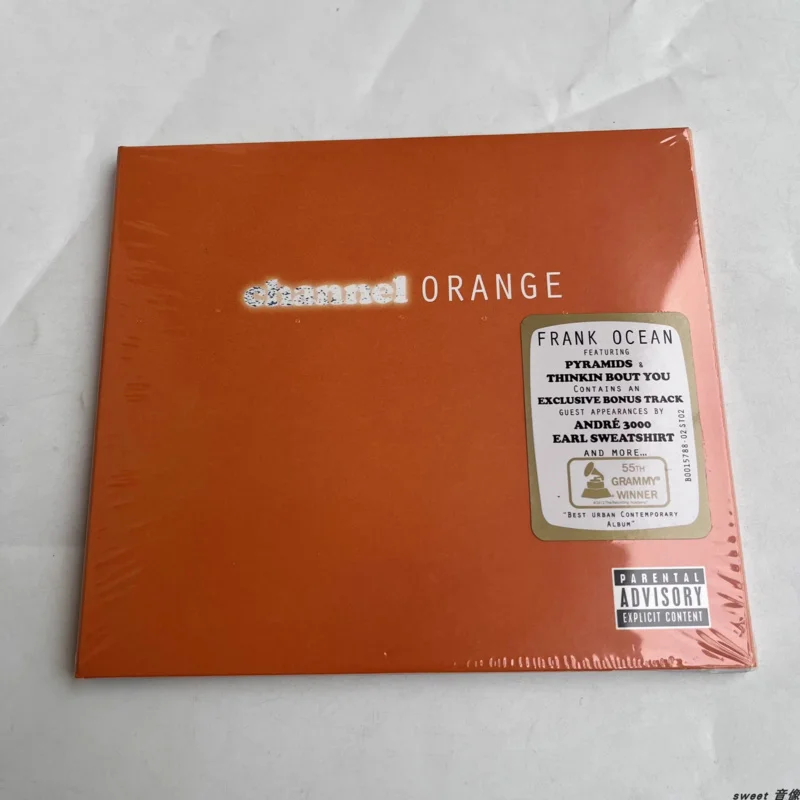 channel ORANGE
FRANK OCEAN
FEATURING
PYRAMIDS &
THINKIN BOUT YOU
CONTAINS AN
EXCLUSIVE BONUS TRACK
GUEST APPEARANCES BY
ANDRÉ 3000
EARL SWEATSHIRT
AND MORE...
55TH
GRAMMY®
WINNER
"BEST URBAN CONTEMPORARY
ALBUM"
B0015788-02 ST02
PARENTAL
ADVISORY
EXPLICIT CONTENT
sweet 音像